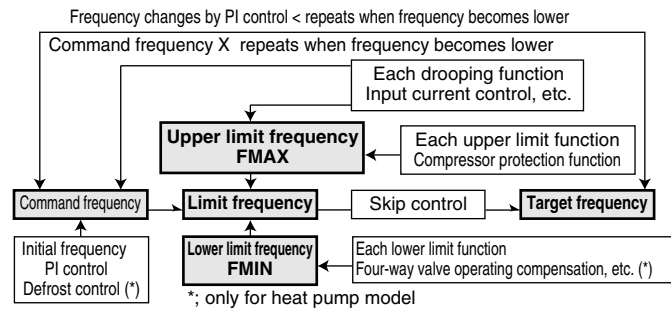 Frequency changes by PI control < repeats when frequency becomes lower
Command frequency X repeats when frequency becomes lower
Each drooping function
Input current control, etc.
Upper limit frequency
FMAX
Each upper limit function
Compressor protection function
Command frequency
Limit frequency
Skip control
Target frequency
Initial frequency
PI control
Defrost control (*)
Lower limit frequency
FMIN
Each lower limit function
Four-way valve operating compensation, etc. (*)
*; only for heat pump model